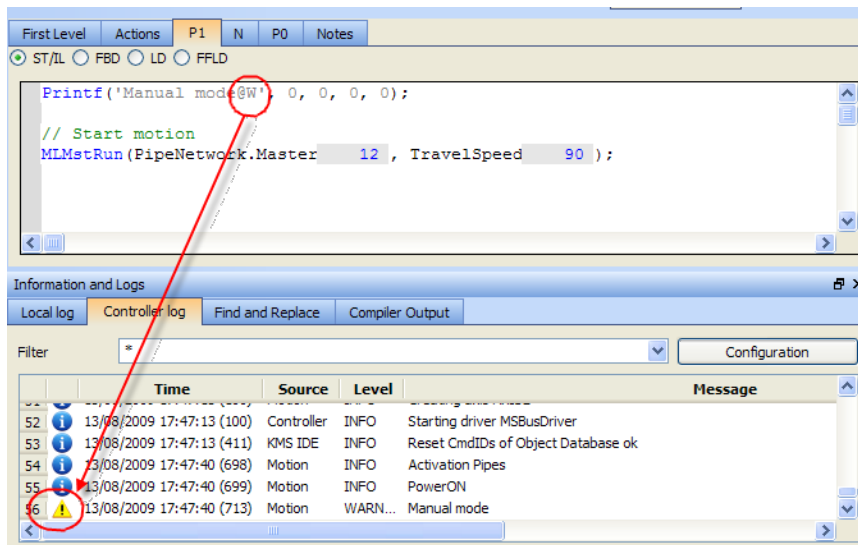 First Level Actions P1 N P0 Notes
ST/IL FBD LD FFLD
Printf('Manual mode@W', 0, 0, 0, 0);
// Start motion
MLMstRun(PipeNetwork.Master 12 , TravelSpeed 90 );
Information and Logs
Local log Controller log Find and Replace Compiler Output
Filter * Configuration
Time Source Level Message
52 13/08/2009 17:47:13 (100) Controller INFO Starting driver MSBusDriver
53 13/08/2009 17:47:13 (411) KMS IDE INFO Reset CmdIDs of Object Database ok
54 13/08/2009 17:47:40 (698) Motion INFO Activation Pipes
55 13/08/2009 17:47:40 (699) Motion INFO PowerON
56 13/08/2009 17:47:40 (713) Motion WARN... Manual mode